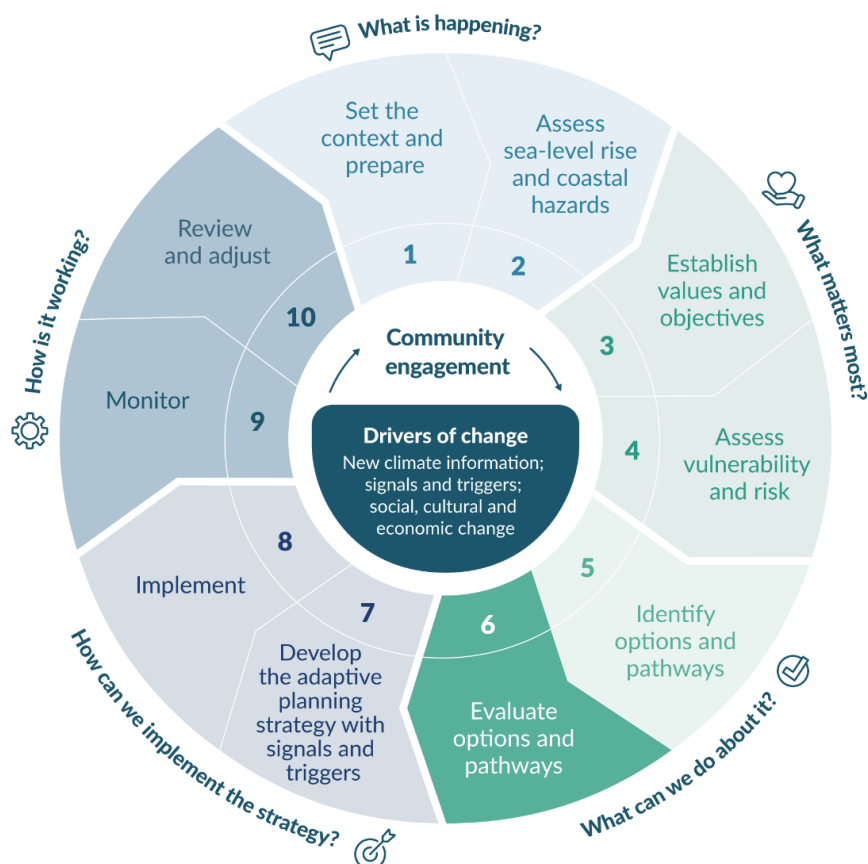 What is happening?
Set the
context and
prepare
1
Assess
sea-level rise
and coastal
hazards
2
What matters most?
Establish
values and
objectives
3
Assess
vulnerability
and risk
4
What can we do about it?
Identify
options and
pathways
5
Evaluate
options and
pathways
6
How can we implement the strategy?
Develop
the adaptive
planning
strategy with
signals and
triggers
7
Implement
8
How is it working?
Monitor
9
Review
and adjust
10
Community
engagement
Drivers of change
New climate information;
signals and triggers;
social, cultural and
economic change